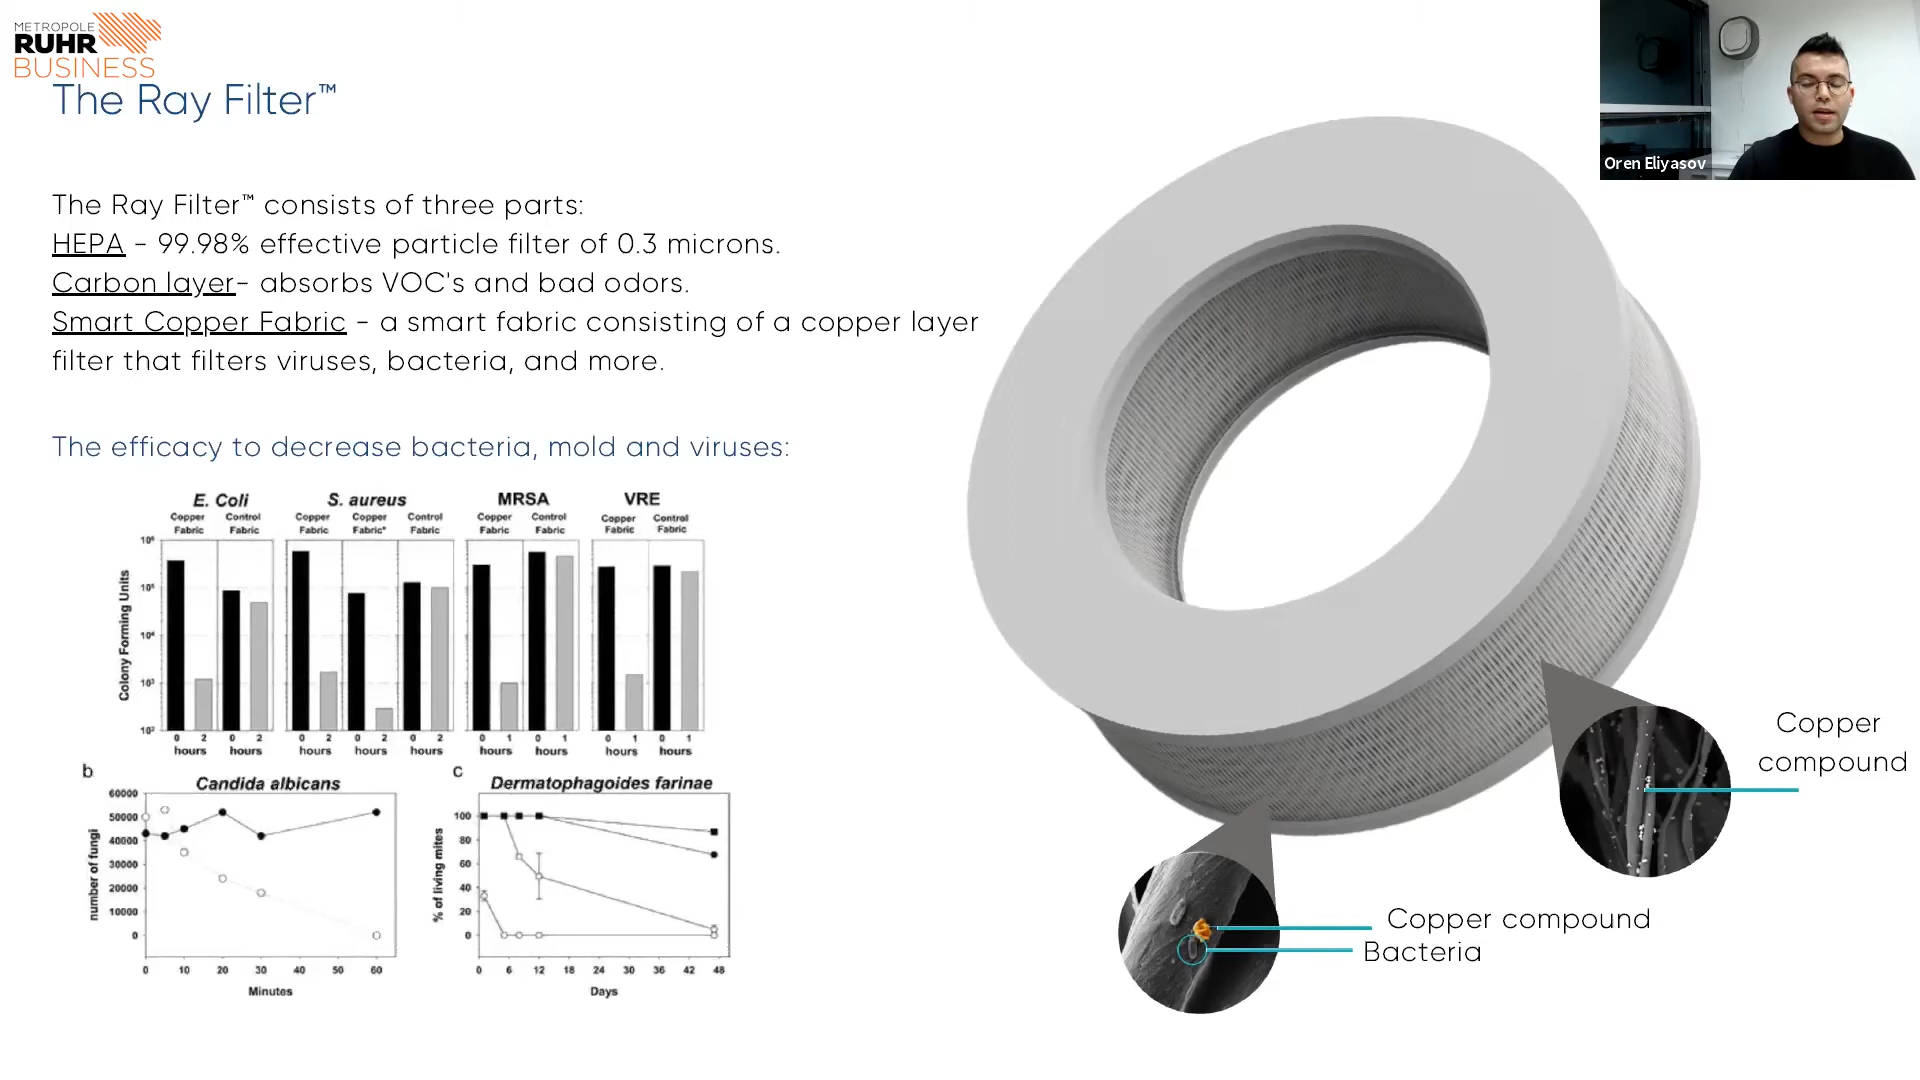 METROPOLE
RUHR
BUSINESS
The Ray Filter™
Oren Eliyasov
The Ray Filter™ consists of three parts:
HEPA - 99.98% effective particle filter of 0.3 microns.
Carbon layer- absorbs VOC's and bad odors.
Smart Copper Fabric - a smart fabric consisting of a copper layer
filter that filters viruses, bacteria, and more.
The efficacy to decrease bacteria, mold and viruses:
E. Coli S. aureus MRSA VRE
Copper Control Copper Copper Control Copper Control Copper Control
Fabric Fabric Fabric Fabric* Fabric Fabric Fabric Fabric Fabric
Colony Forming Units
10⁶
10⁵
10⁴
10³
10²
0 2 0 2 0 2 0 2 0 2 0 1 0 1 0 1 0 1
hours hours hours hours hours hours hours hours hours
b
Candida albicans
number of fungi
60000
50000
40000
30000
20000
10000
0
0 10 20 30 40 50 60
Minutes
c
Dermatophagoides farinae
% of living mites
100
80
60
40
20
0
0 6 12 18 24 30 36 42 48
Days
Copper
compound
Copper compound
Bacteria